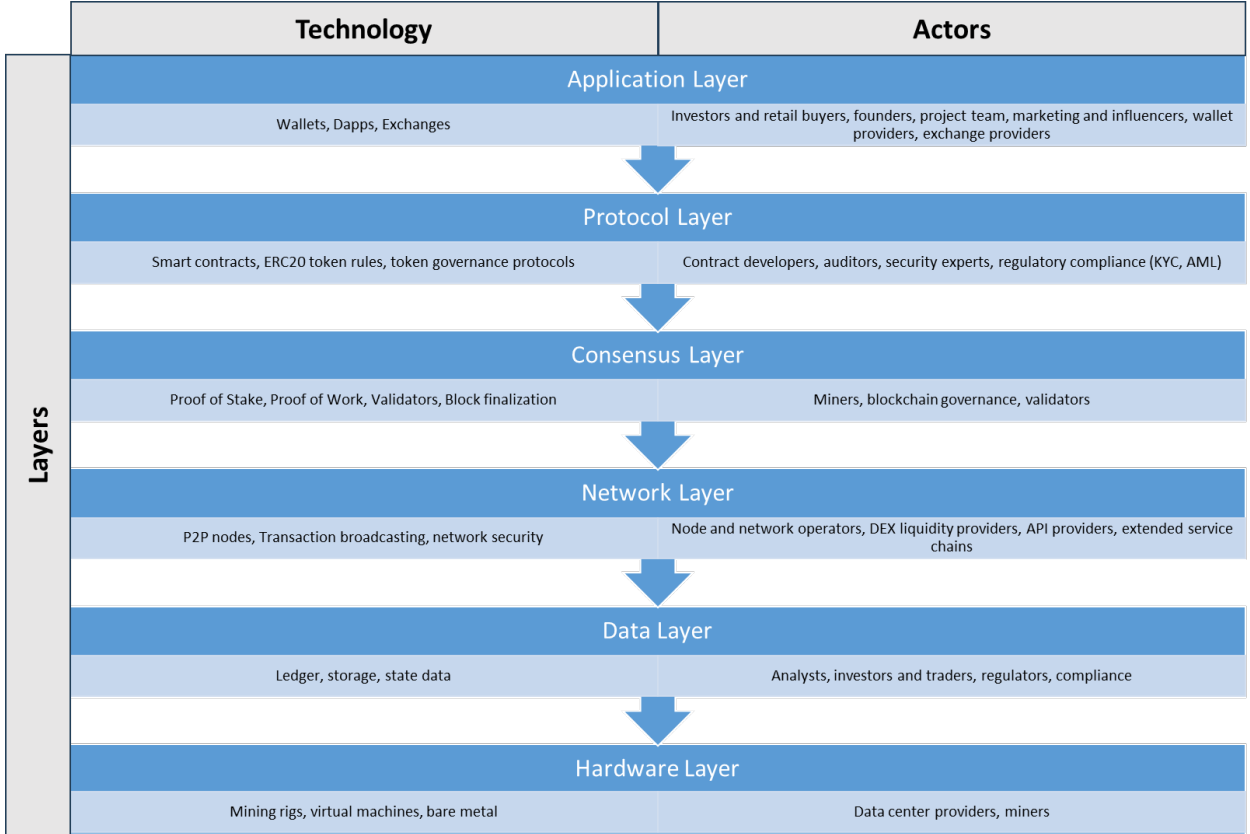 Technology
Actors
Layers
Application Layer
Wallets, Dapps, Exchanges
Investors and retail buyers, founders, project team, marketing and influencers, wallet
providers, exchange providers
Protocol Layer
Smart contracts, ERC20 token rules, token governance protocols
Contract developers, auditors, security experts, regulatory compliance (KYC, AML)
Consensus Layer
Proof of Stake, Proof of Work, Validators, Block finalization
Miners, blockchain governance, validators
Network Layer
P2P nodes, Transaction broadcasting, network security
Node and network operators, DEX liquidity providers, API providers, extended service
chains
Data Layer
Ledger, storage, state data
Analysts, investors and traders, regulators, compliance
Hardware Layer
Mining rigs, virtual machines, bare metal
Data center providers, miners